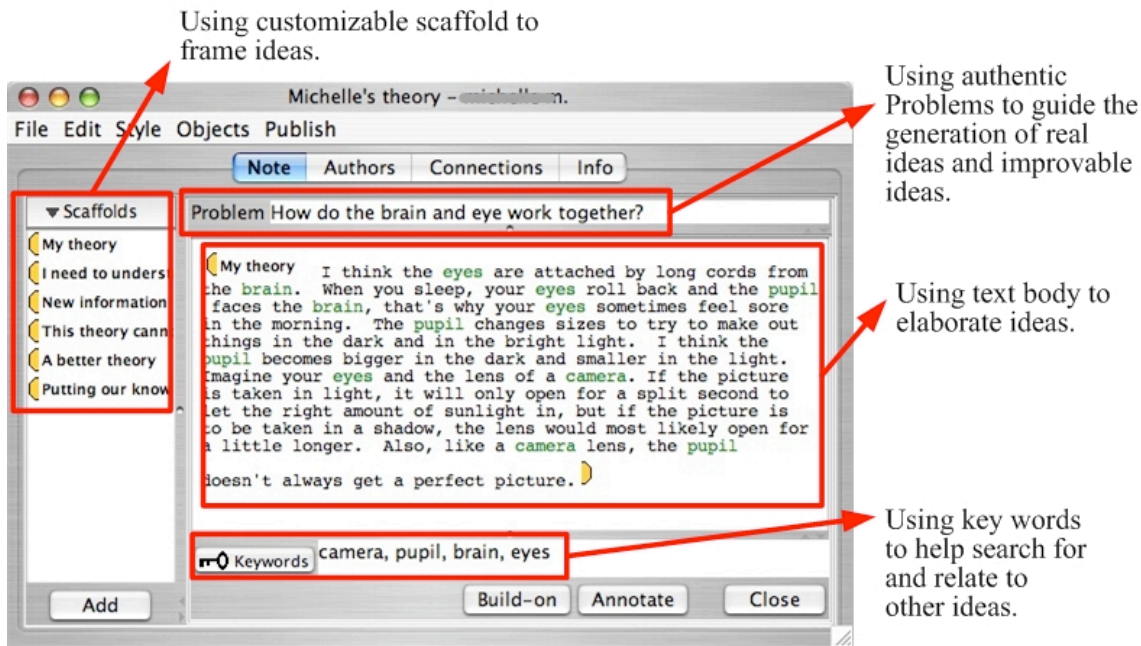 Using customizable scaffold to
frame ideas.
Michelle's theory –
File Edit Style Objects Publish
Note Authors Connections Info
Scaffolds
My theory
I need to underst
New information
This theory cann
A better theory
Putting our know
Add
Problem How do the brain and eye work together?
My theory I think the eyes are attached by long cords from
the brain. When you sleep, your eyes roll back and the pupil
faces the brain, that's why your eyes sometimes feel sore
in the morning. The pupil changes sizes to try to make out
things in the dark and in the bright light. I think the
pupil becomes bigger in the dark and smaller in the light.
Imagine your eyes and the lens of a camera. If the picture
is taken in light, it will only open for a split second to
let the right amount of sunlight in, but if the picture is
to be taken in a shadow, the lens would most likely open for
a little longer. Also, like a camera lens, the pupil
doesn't always get a perfect picture.
Keywords camera, pupil, brain, eyes
Build-on Annotate Close
Using authentic
Problems to guide the
generation of real
ideas and improvable
ideas.
Using text body to
elaborate ideas.
Using key words
to help search for
and relate to
other ideas.